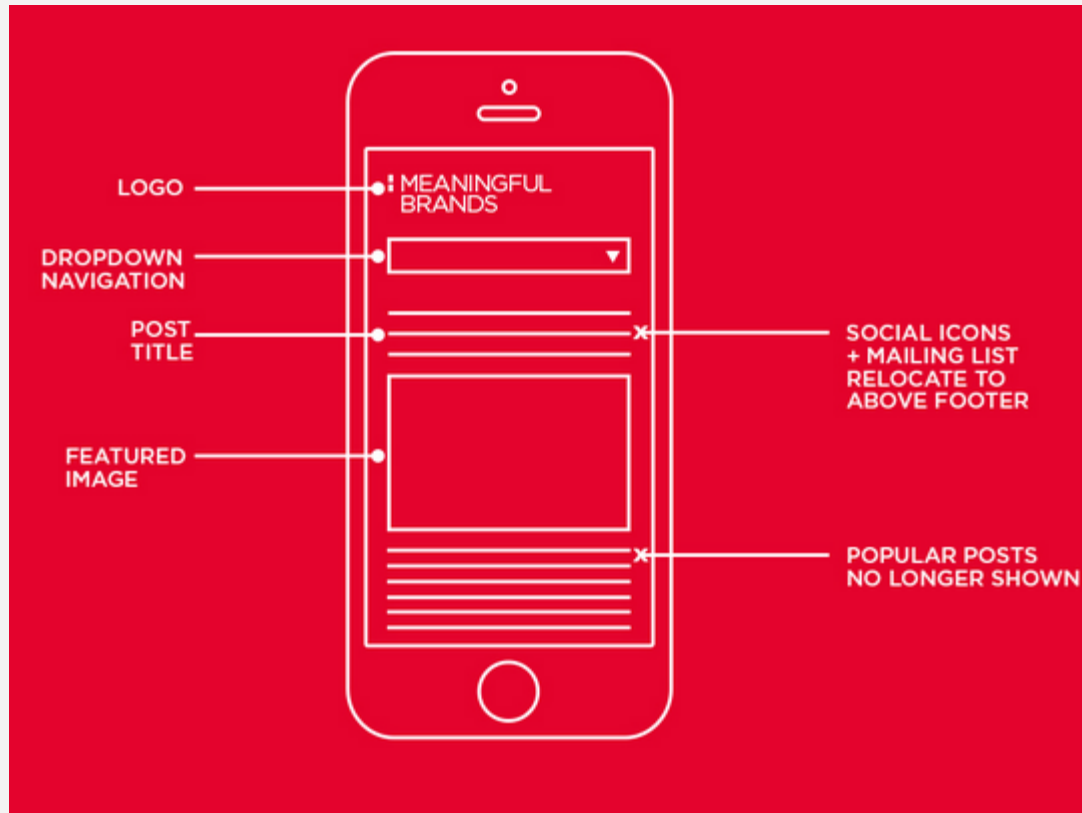 LOGO
MEANINGFUL
BRANDS
DROPDOWN
NAVIGATION
POST
TITLE
SOCIAL ICONS
+ MAILING LIST
RELOCATE TO
ABOVE FOOTER
FEATURED
IMAGE
POPULAR POSTS
NO LONGER SHOWN